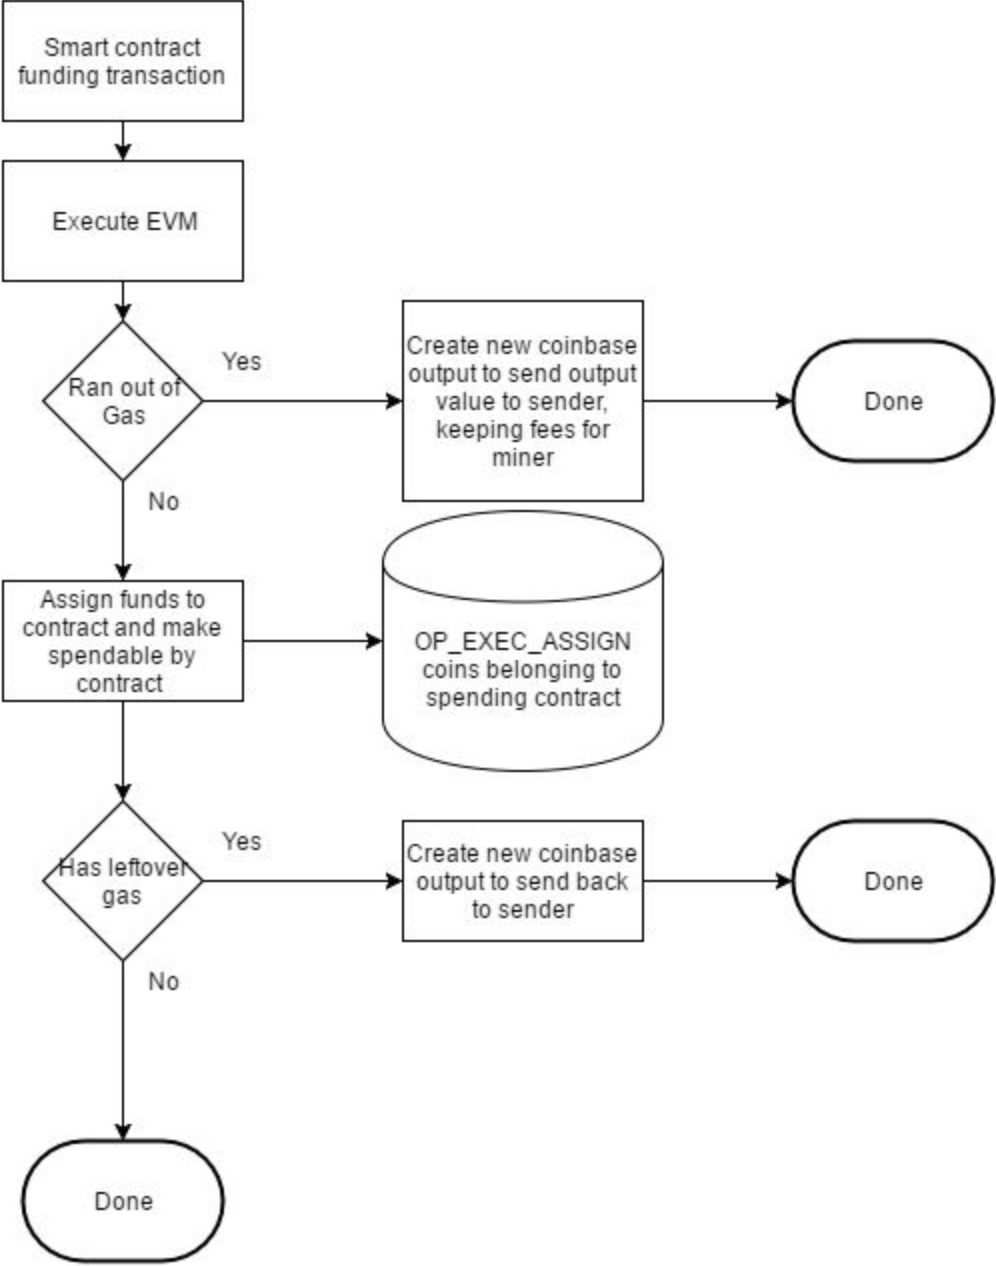 Smart contract
funding transaction
Execute EVM
Ran out of
Gas
Yes
Create new coinbase
output to send output
value to sender,
keeping fees for
miner
Done
No
Assign funds to
contract and make
spendable by
contract
OP_EXEC_ASSIGN
coins belonging to
spending contract
Has leftover
gas
Yes
Create new coinbase
output to send back
to sender
Done
No
Done